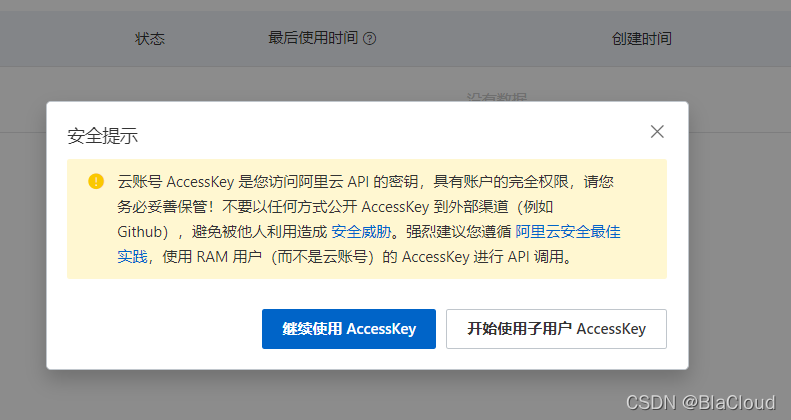 状态 最后使用时间 创建时间
没有数据
安全提示
云账号 AccessKey 是您访问阿里云 API 的密钥，具有账户的完全权限，请您
务必妥善保管！不要以任何方式公开 AccessKey 到外部渠道（例如
Github），避免被他人利用造成 安全威胁。强烈建议您遵循 阿里云安全最佳
实践，使用 RAM 用户（而不是云账号）的 AccessKey 进行 API 调用。
继续使用 AccessKey 开始使用子用户 AccessKey
CSDN @BlaCloud